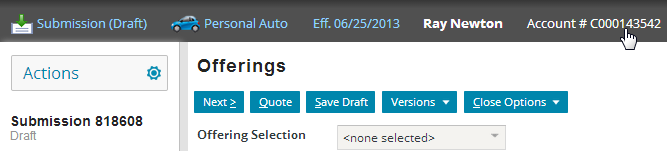 Submission (Draft) Personal Auto Eff. 06/25/2013 Ray Newton Account # C000143542
Actions
Submission 818608
Draft
Offerings
Next > Quote Save Draft Versions Close Options
Offering Selection <none selected>